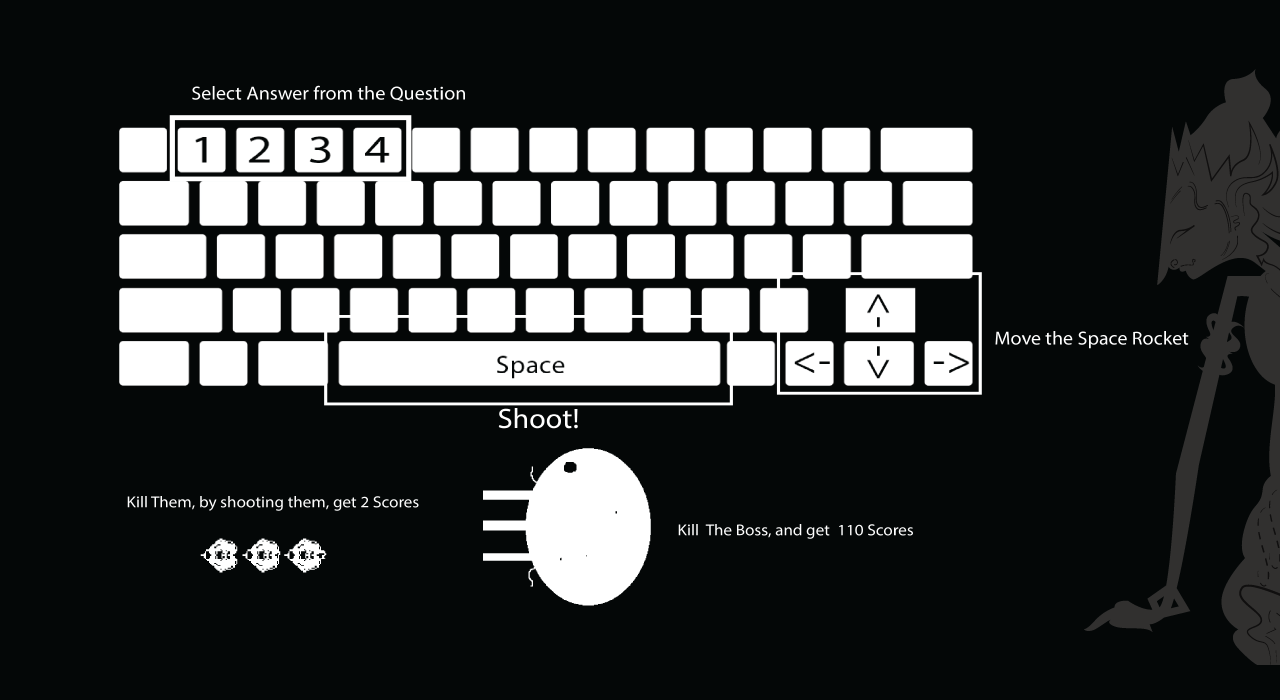 Select Answer from the Question
1 2 3 4
^
Move the Space Rocket
Space
<- v ->
Shoot!
Kill Them, by shooting them, get 2 Scores
Kill The Boss, and get 110 Scores